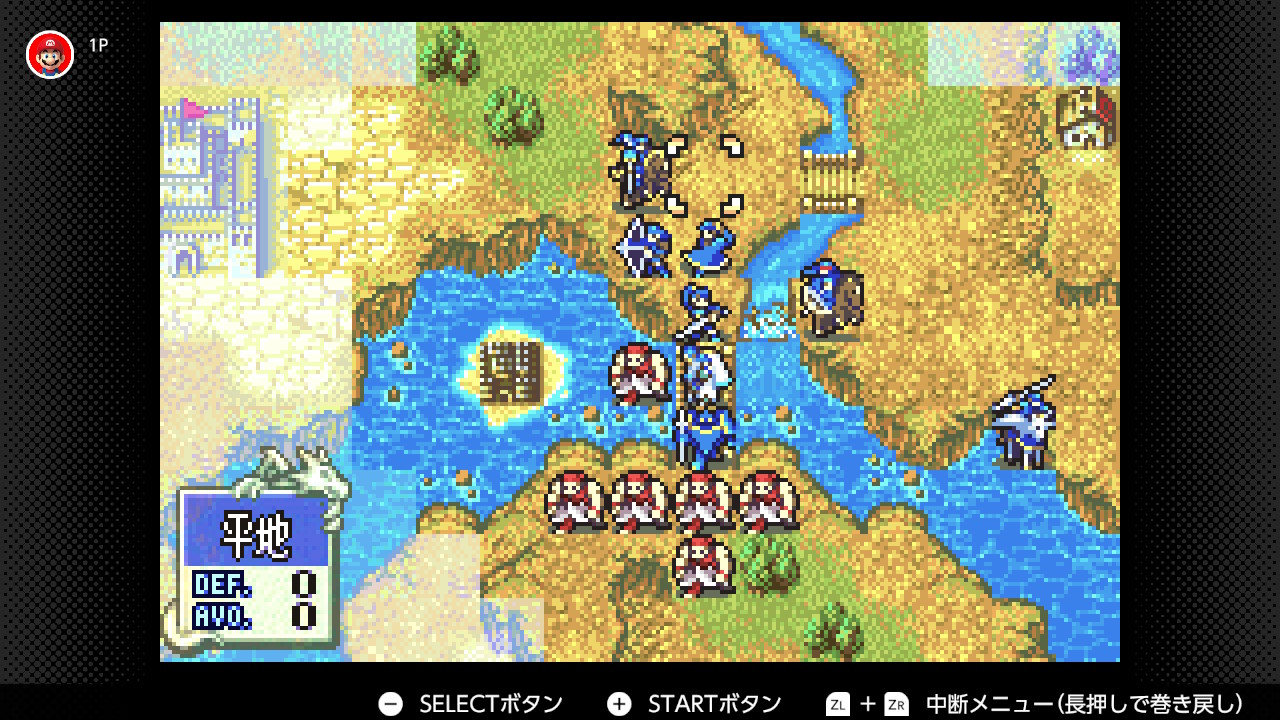 1P
平地
DEF. 0
AVO. 0
SELECTボタン STARTボタン ZL + ZR 中断メニュー(長押しで巻き戻し)